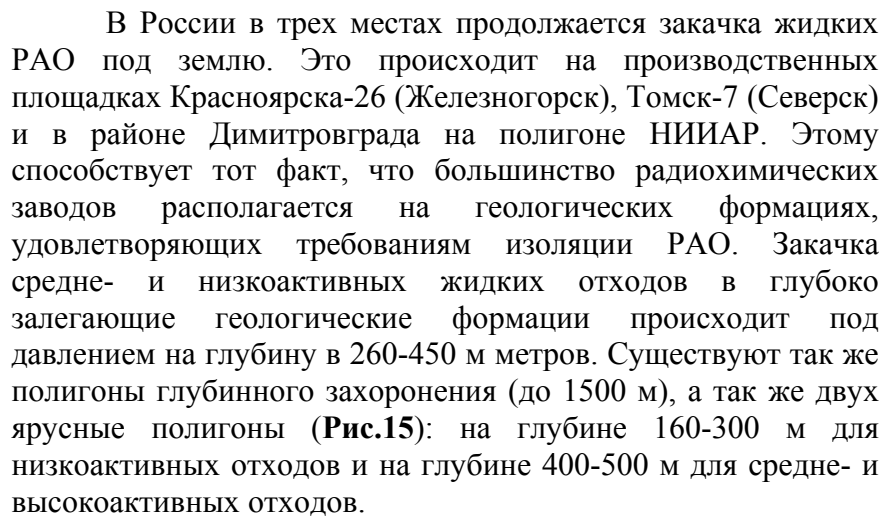 В России в трех местах продолжается закачка жидких
РАО под землю. Это происходит на производственных
площадках Красноярска-26 (Железногорск), Томск-7 (Северск)
и в районе Димитровграда на полигоне НИИАР. Этому
способствует тот факт, что большинство радиохимических
заводов располагается на геологических формациях,
удовлетворяющих требованиям изоляции РАО. Закачка
средне- и низкоактивных жидких отходов в глубоко
залегающие геологические формации происходит под
давлением на глубину в 260-450 м метров. Существуют так же
полигоны глубинного захоронения (до 1500 м), а так же двух
ярусные полигоны (Рис.15): на глубине 160-300 м для
низкоактивных отходов и на глубине 400-500 м для средне- и
высокоактивных отходов.